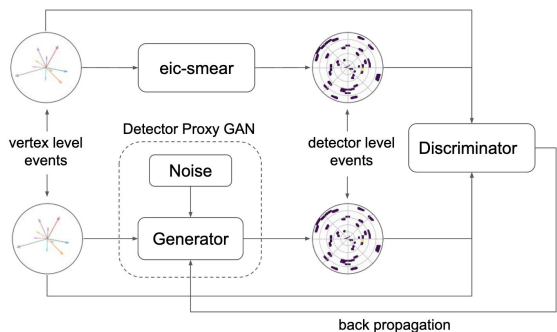 eic-smear
vertex level
events
Detector Proxy GAN
detector level
events
Discriminator
Noise
Generator
back propagation